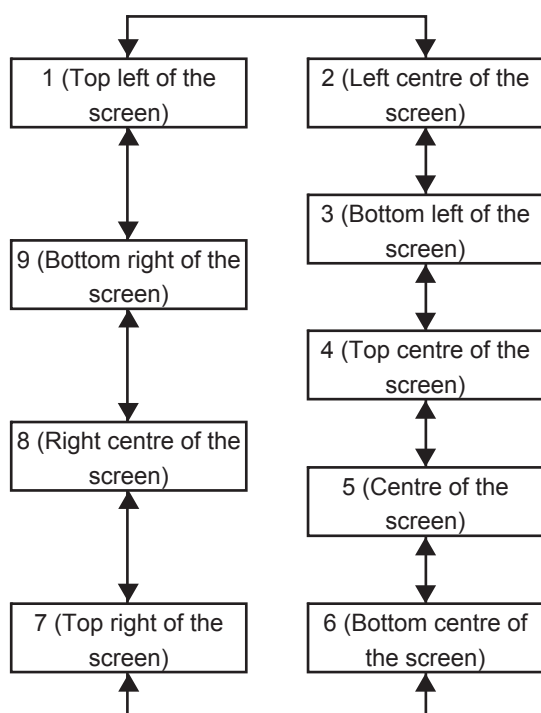 1 (Top left of the
screen)
2 (Left centre of the
screen)
3 (Bottom left of the
screen)
9 (Bottom right of the
screen)
4 (Top centre of the
screen)
8 (Right centre of the
screen)
5 (Centre of the
screen)
7 (Top right of the
screen)
6 (Bottom centre of
the screen)